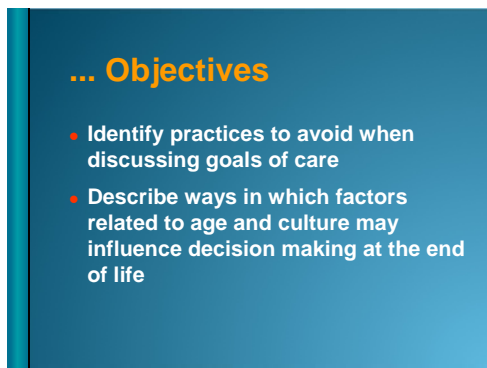 ... Objectives
• Identify practices to avoid when
discussing goals of care
• Describe ways in which factors
related to age and culture may
influence decision making at the end
of life